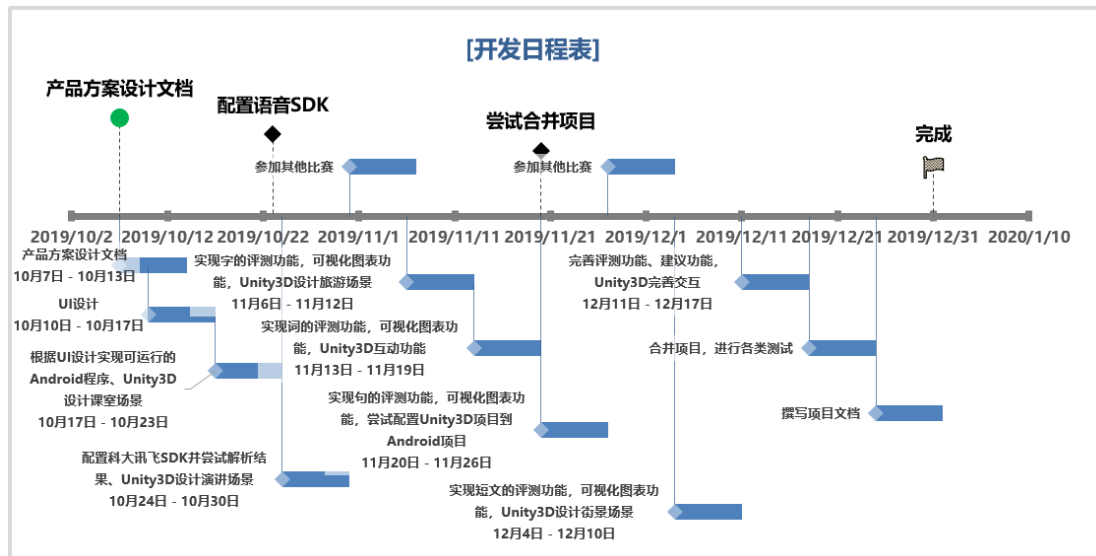 [开发日程表]
产品方案设计文档
配置语音SDK
尝试合并项目
完成
参加其他比赛
参加其他比赛
2019/10/2
2019/10/12
2019/10/22
2019/11/1
2019/11/11
2019/11/21
2019/12/1
2019/12/11
2019/12/21
2019/12/31
2020/1/10
产品方案设计文档
10月7日 - 10月13日
UI设计
10月10日 - 10月17日
根据UI设计实现可运行的
Android程序、Unity3D
设计课室场景
10月17日 - 10月23日
配置科大讯飞SDK并尝试解析结
果、Unity3D设计演讲场景
10月24日 - 10月30日
实现字的评测功能，可视化图表功
能，Unity3D设计旅游场景
11月6日 - 11月12日
实现词的评测功能，可视化图表功
能，Unity3D互动功能
11月13日 - 11月19日
实现句的评测功能，可视化图表功
能，尝试配置Unity3D项目到
Android项目
11月20日 - 11月26日
实现短文的评测功能，可视化图表功
能，Unity3D设计街景场景
12月4日 - 12月10日
完善评测功能、建议功能，
Unity3D完善交互
12月11日 - 12月17日
合并项目，进行各类测试
撰写项目文档